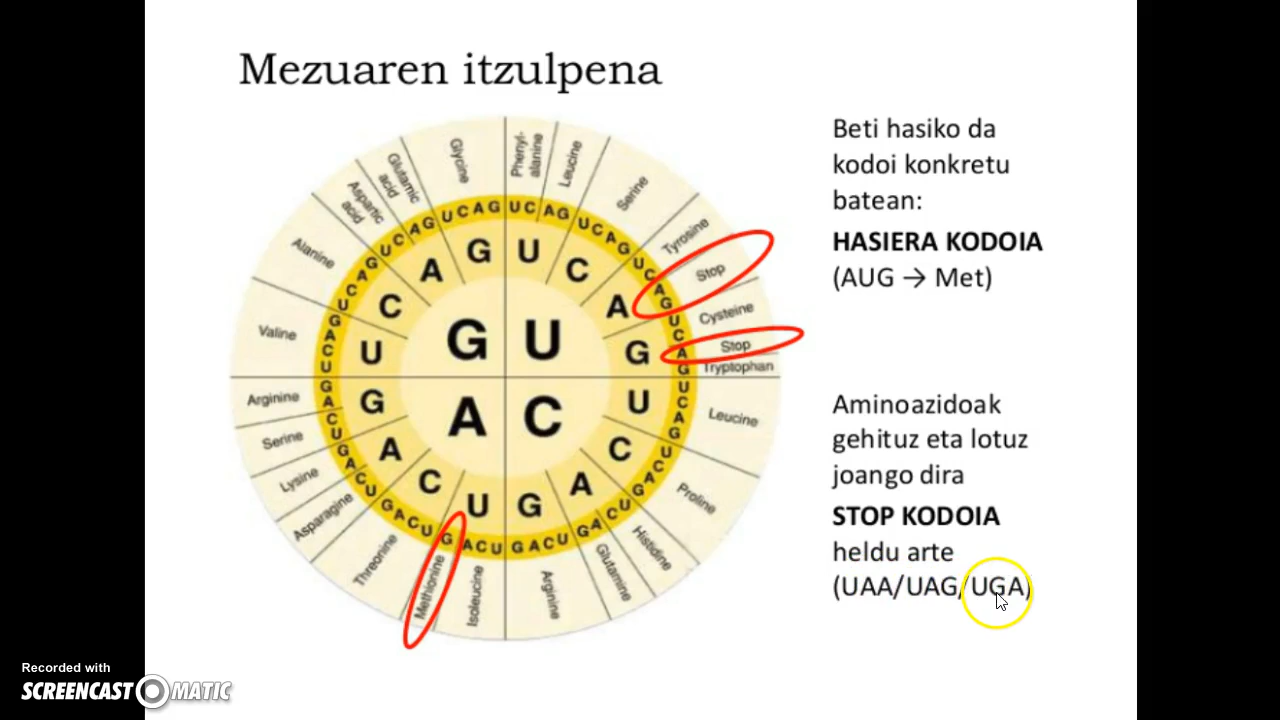 Mezuaren itzulpena
Beti hasiko da
kodoi konkretu
batean:
HASIERA KODOIA
(AUG → Met)
Aminoazidoak
gehituz eta lotuz
joango dira
STOP KODOIA
heldu arte
(UAA/UAG/UGA)
G U
A C
U
C
A
G
U
C
A
G
U
C
A
G
U
C
A
G
U C A G U C A G U C A G U C A G
U C A G U C A G U C A G U C A G
U C A G U C A G U C A G U C A G
U C A G U C A G U C A G U C A G
Phenyl-
alanine
Leucine
Serine
Tyrosine
Stop
Cysteine
Stop
Tryptophan
Leucine
Proline
Histidine
Glutamine
Arginine
Isoleucine
Methionine
Threonine
Asparagine
Lysine
Serine
Arginine
Valine
Alanine
Aspartic
acid
Glutamic
acid
Glycine
Recorded with
SCREENCAST O MATIC